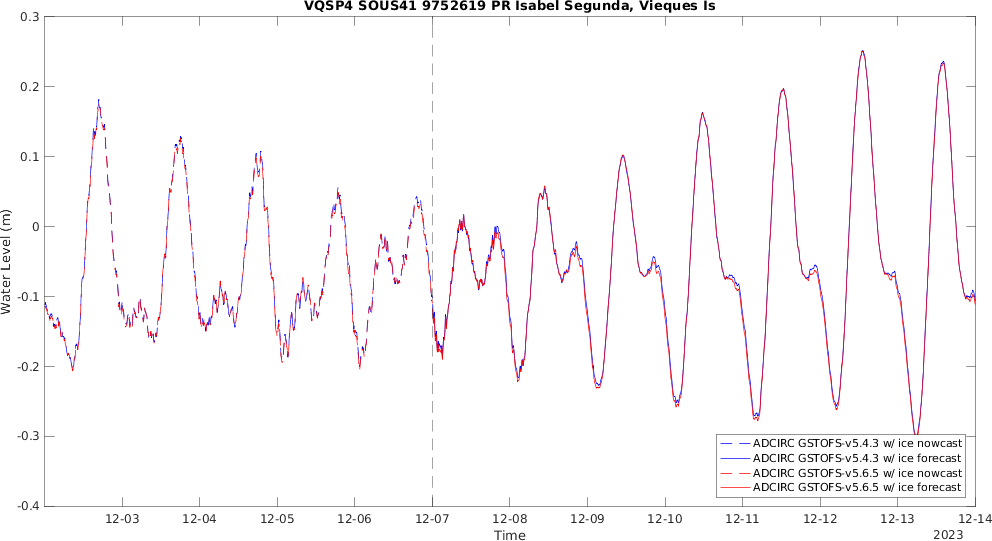 VQSP4 SOUS41 9752619 PR Isabel Segunda, Vieques Is
0.3
0.2
0.1
0
-0.1
-0.2
-0.3
-0.4
Water Level (m)
ADCIRC GSTOFS-v5.4.3 w/ ice nowcast
ADCIRC GSTOFS-v5.4.3 w/ ice forecast
ADCIRC GSTOFS-v5.6.5 w/ ice nowcast
ADCIRC GSTOFS-v5.6.5 w/ ice forecast
12-03 12-04 12-05 12-06 12-07 12-08 12-09 12-10 12-11 12-12 12-13 12-14
Time
2023